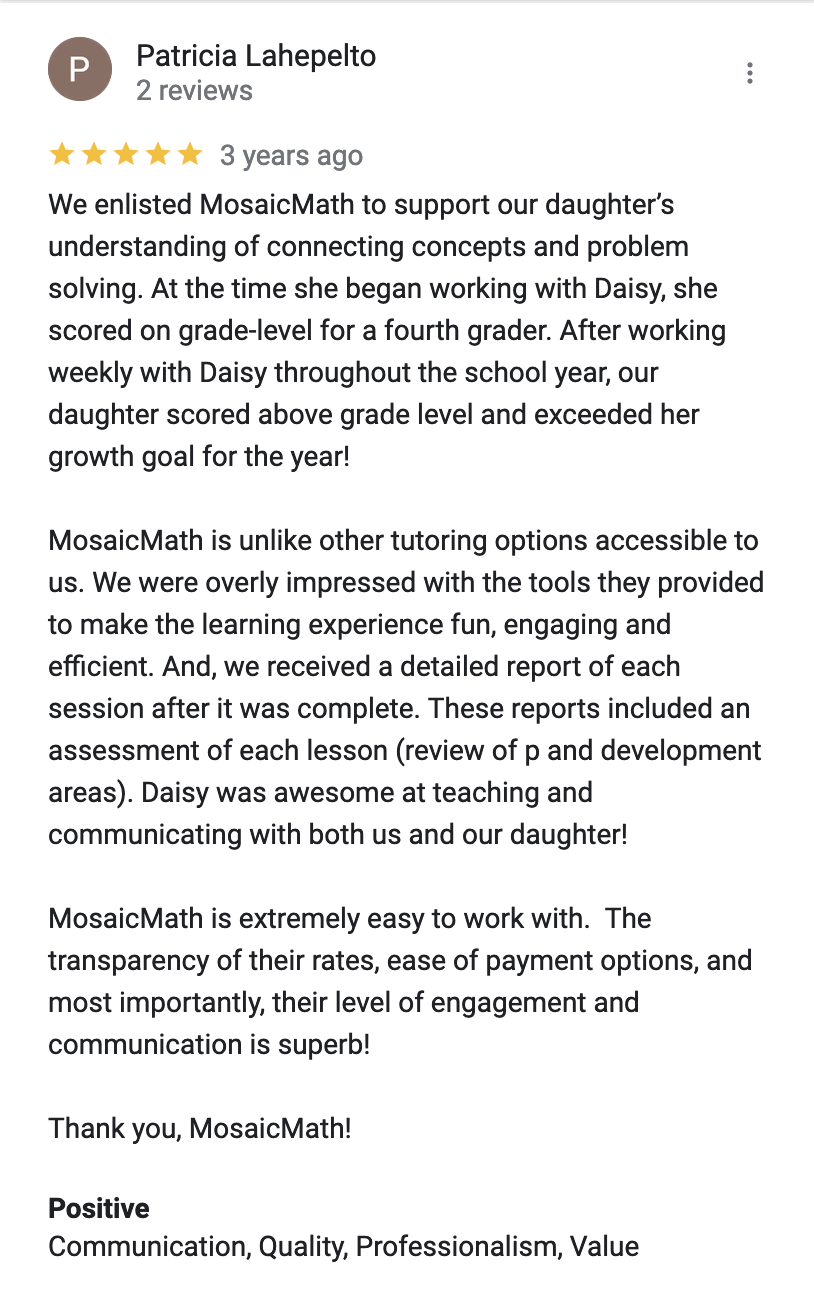 P
Patricia Lahepelto
2 reviews
3 years ago
We enlisted MosaicMath to support our daughter’s
understanding of connecting concepts and problem
solving. At the time she began working with Daisy, she
scored on grade-level for a fourth grader. After working
weekly with Daisy throughout the school year, our
daughter scored above grade level and exceeded her
growth goal for the year!
MosaicMath is unlike other tutoring options accessible to
us. We were overly impressed with the tools they provided
to make the learning experience fun, engaging and
efficient. And, we received a detailed report of each
session after it was complete. These reports included an
assessment of each lesson (review of p and development
areas). Daisy was awesome at teaching and
communicating with both us and our daughter!
MosaicMath is extremely easy to work with.  The
transparency of their rates, ease of payment options, and
most importantly, their level of engagement and
communication is superb!
Thank you, MosaicMath!
Positive
Communication, Quality, Professionalism, Value